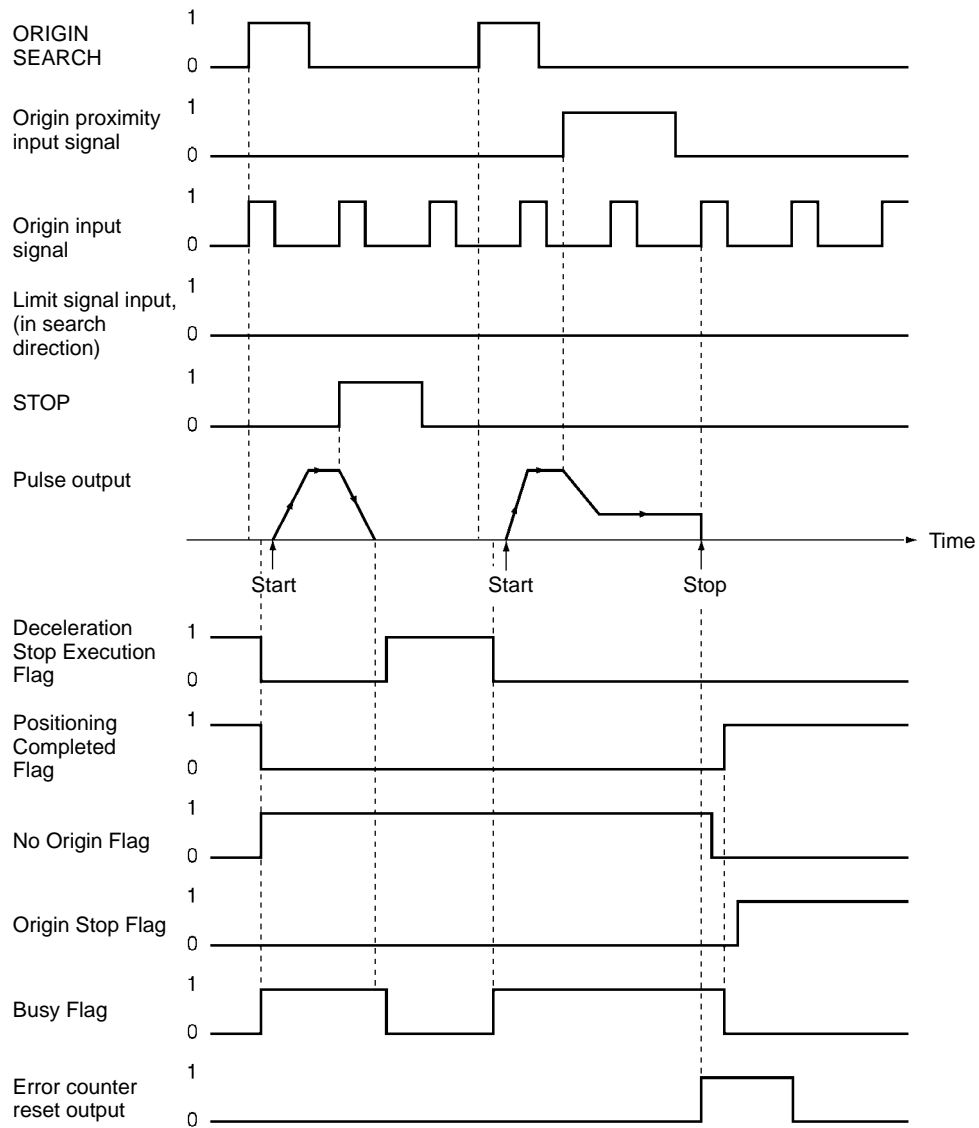 ORIGIN
SEARCH
1
0
Origin proximity
input signal
1
0
Origin input
signal
1
0
Limit signal input,
(in search
direction)
1
0
STOP
1
0
Pulse output
Time
Start
Start
Stop
Deceleration
Stop Execution
Flag
1
0
Positioning
Completed
Flag
1
0
No Origin Flag
1
0
Origin Stop Flag
1
0
Busy Flag
1
0
Error counter
reset output
1
0